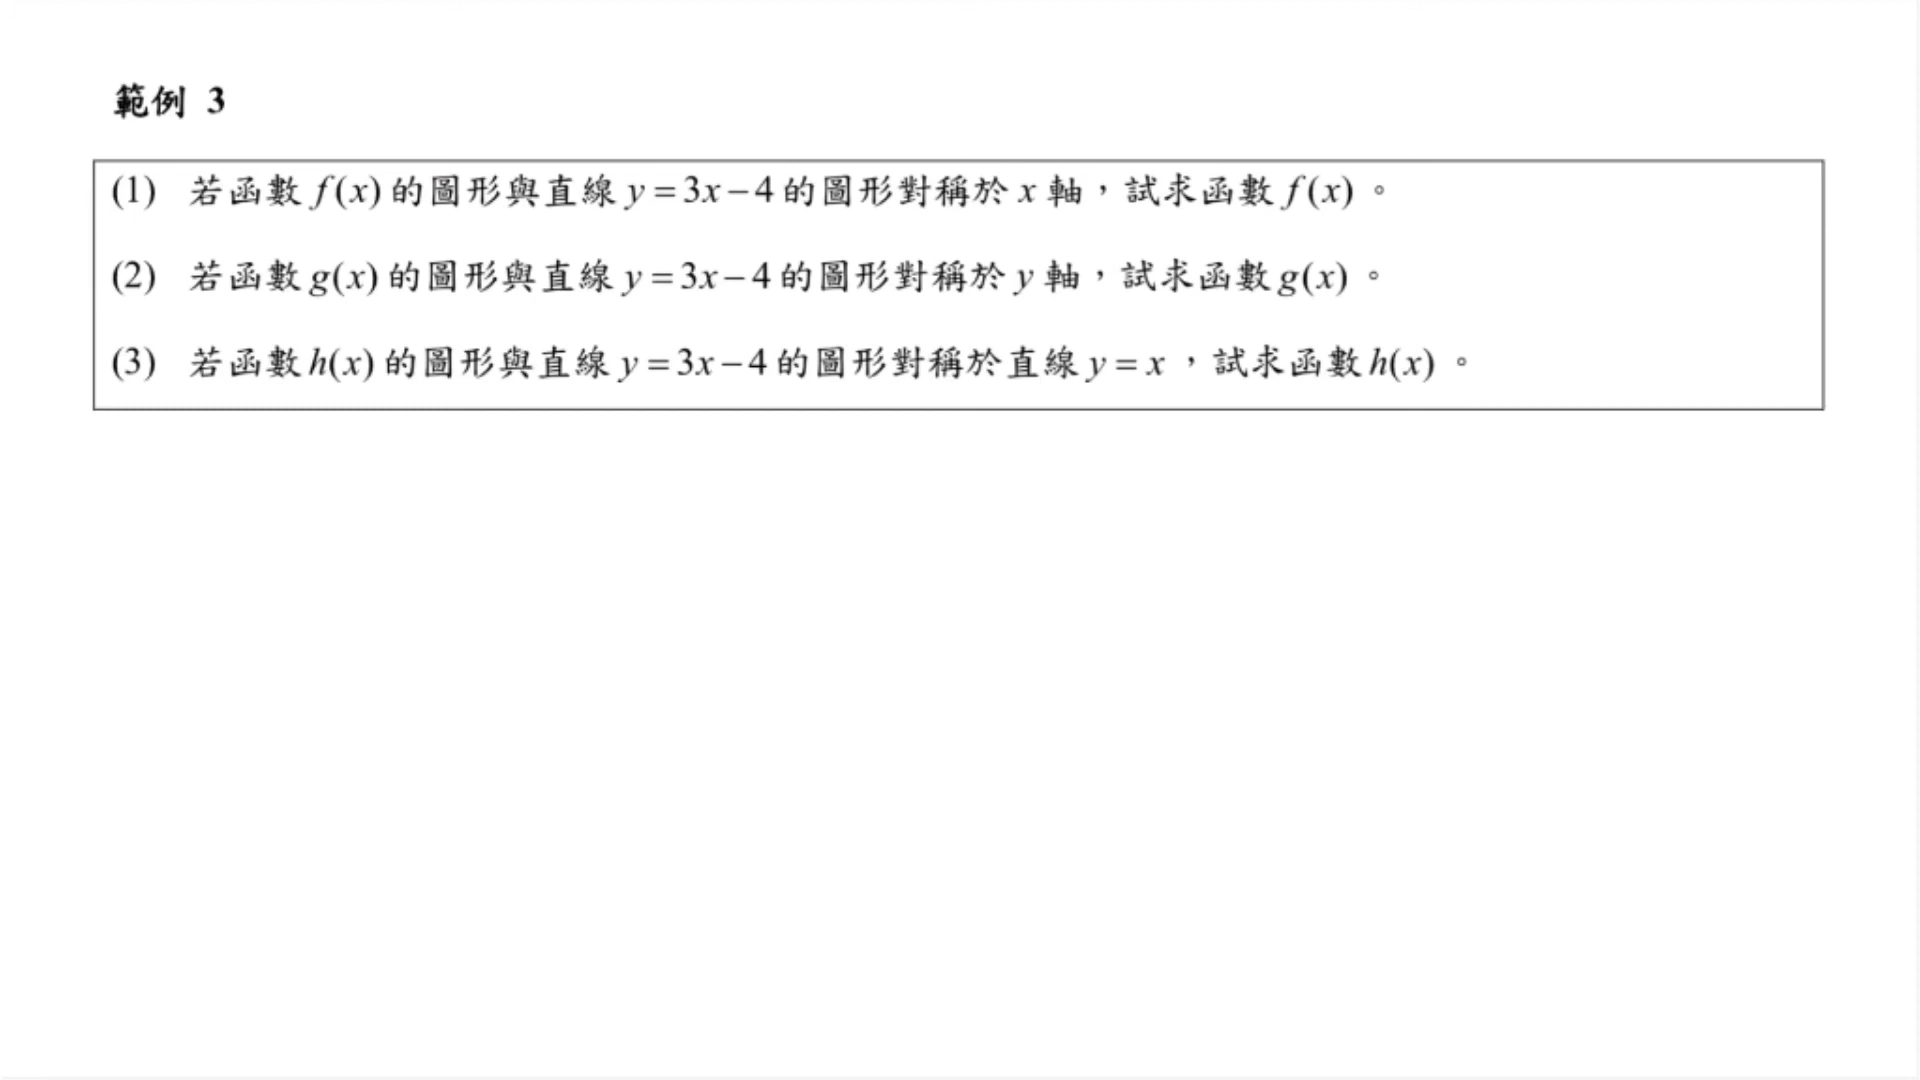 範例 3
(1) 若函數 f(x) 的圖形與直線 y=3x−4 的圖形對稱於 x 軸，試求函數 f(x)。
(2) 若函數 g(x) 的圖形與直線 y=3x−4 的圖形對稱於 y 軸，試求函數 g(x)。
(3) 若函數 h(x) 的圖形與直線 y=3x−4 的圖形對稱於直線 y=x，試求函數 h(x)。